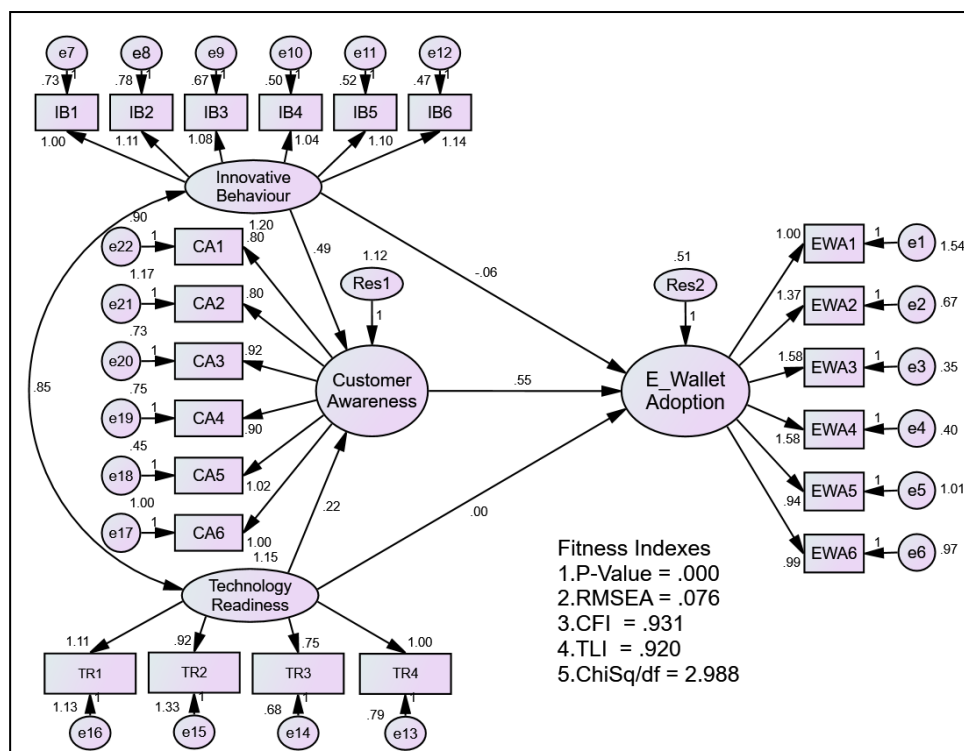 e7 e8 e9 e10 e11 e12
.73 1 .78 1 .67 1 .50 1 .52 1 .47 1
IB1 IB2 IB3 IB4 IB5 IB6
1.00 1.11 1.08 1.04 1.10 1.14
Innovative
Behaviour
.90 1.20
e22 1 CA1 .80
.49
1.17
e21 1 CA2 .80
.73
e20 1 CA3 .92
.75
e19 1 CA4 .90
.45
e18 1 CA5 1.02
1.00
e17 1 CA6 1.00
1.12
Res1
1
Customer
Awareness
.85
.55
-.06
.22
.00
.51
Res2
1
E_Wallet
Adoption
1.00 EWA1 1 e1 1.54
1.37 EWA2 1 e2 .67
1.58 EWA3 1 e3 .35
1.58 EWA4 1 e4 .40
.94 EWA5 1 e5 1.01
.99 EWA6 1 e6 .97
1.15
Technology
Readiness
1.11 .92 .75 1.00
TR1 TR2 TR3 TR4
1.13 1 1.33 1 .68 1 .79 1
e16 e15 e14 e13
Fitness Indexes
1.P-Value = .000
2.RMSEA = .076
3.CFI = .931
4.TLI = .920
5.ChiSq/df = 2.988